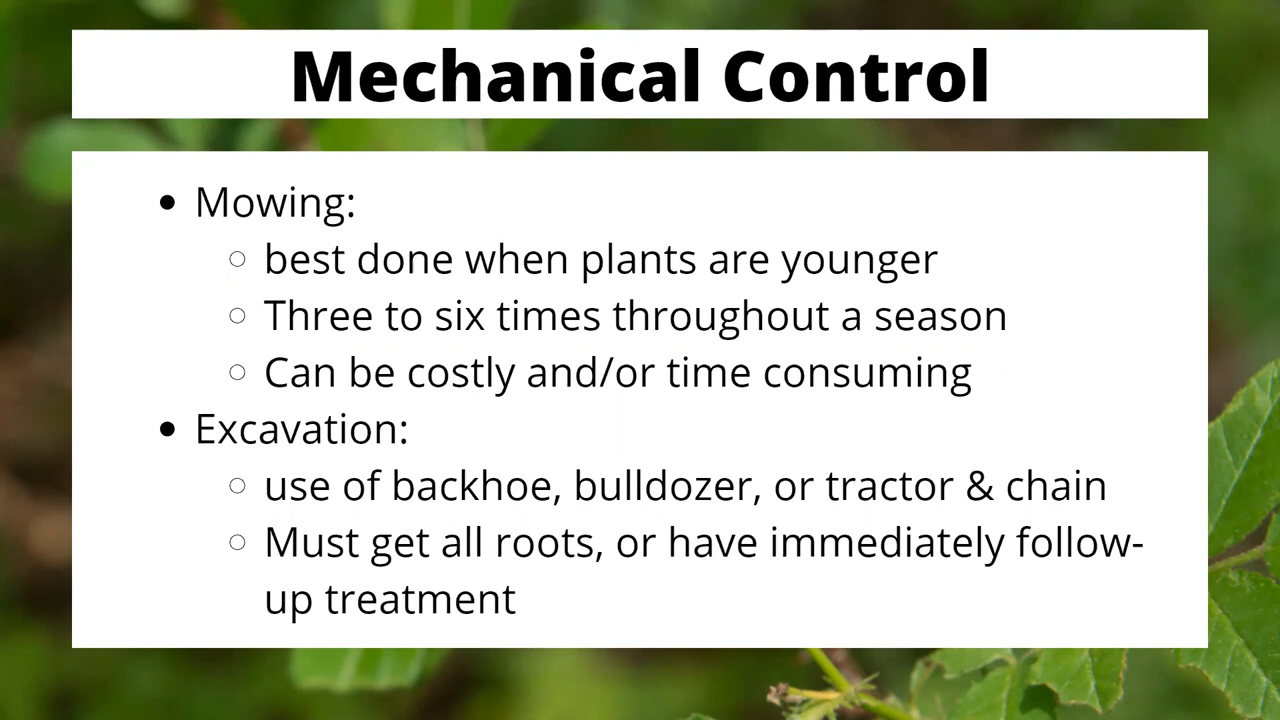 Mechanical Control
• Mowing:
○ best done when plants are younger
○ Three to six times throughout a season
○ Can be costly and/or time consuming
• Excavation:
○ use of backhoe, bulldozer, or tractor & chain
○ Must get all roots, or have immediately follow-
up treatment